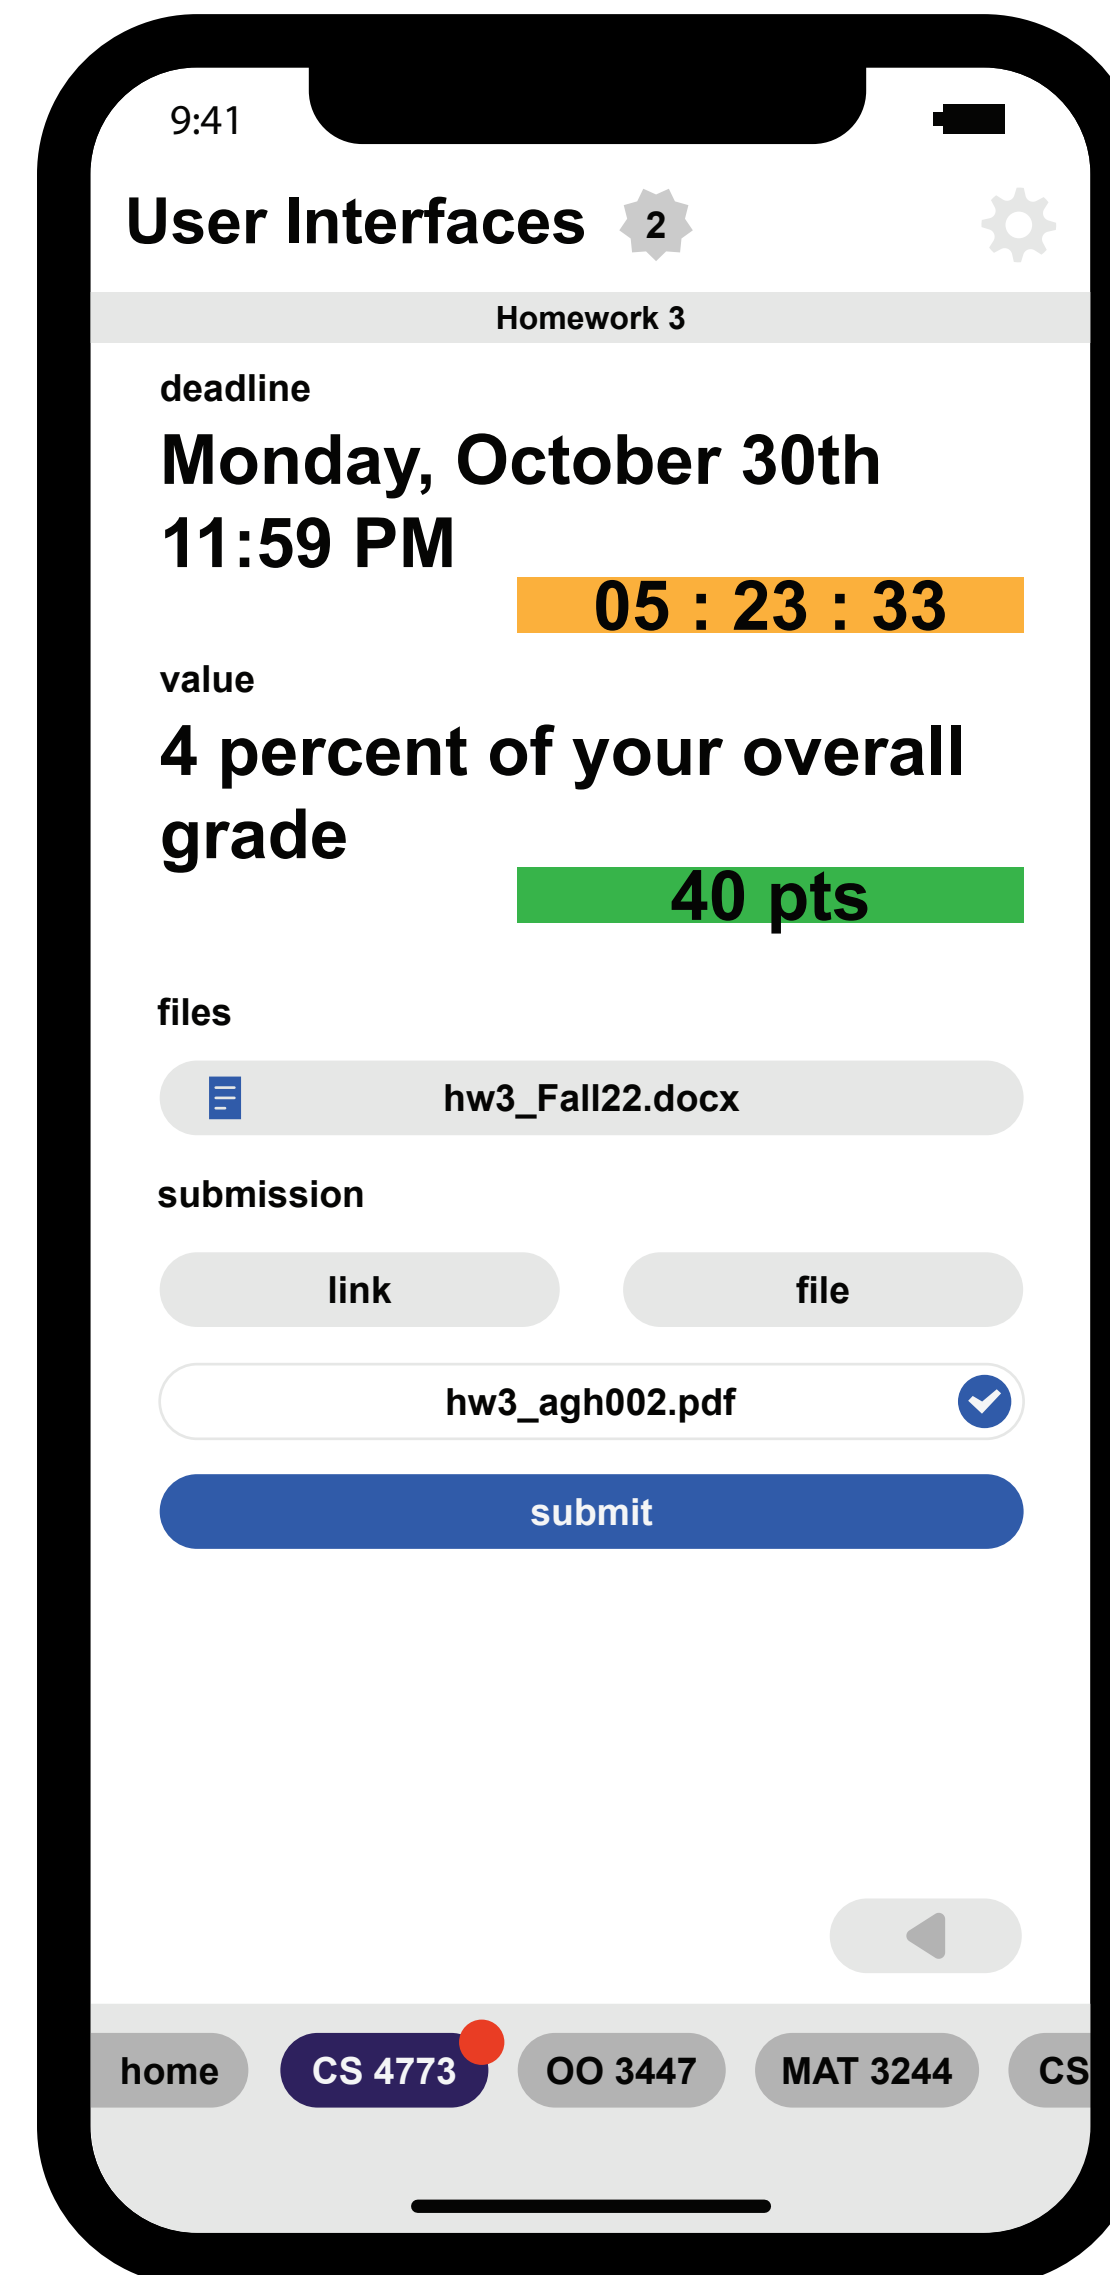 9:41
User Interfaces 2
Homework 3
deadline
Monday, October 30th
11:59 PM
05 : 23 : 33
value
4 percent of your overall
grade
40 pts
files
hw3_Fall22.docx
submission
link file
hw3_agh002.pdf
submit
home CS 4773 OO 3447 MAT 3244 CS